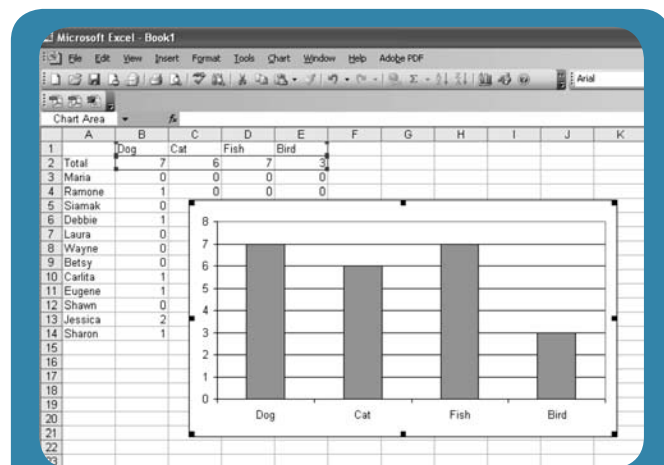 Microsoft Excel - Book1
File Edit View Insert Format Tools Chart Window Help Adobe PDF
Arial
Chart Area fx
A B C D E F G H I J K
1 Dog Cat Fish Bird
2 Total 7 6 7 3
3 Maria 0 0 0 0
4 Ramone 1 0 0 0
5 Siamak 0
6 Debbie 1
7 Laura 0
8 Wayne 0
9 Betsy 0
10 Carlita 1
11 Eugene 1
12 Shawn 0
13 Jessica 2
14 Sharon 1
15
16
17
18
19
20
21
22
23
8
7
6
5
4
3
2
1
0
Dog Cat Fish Bird